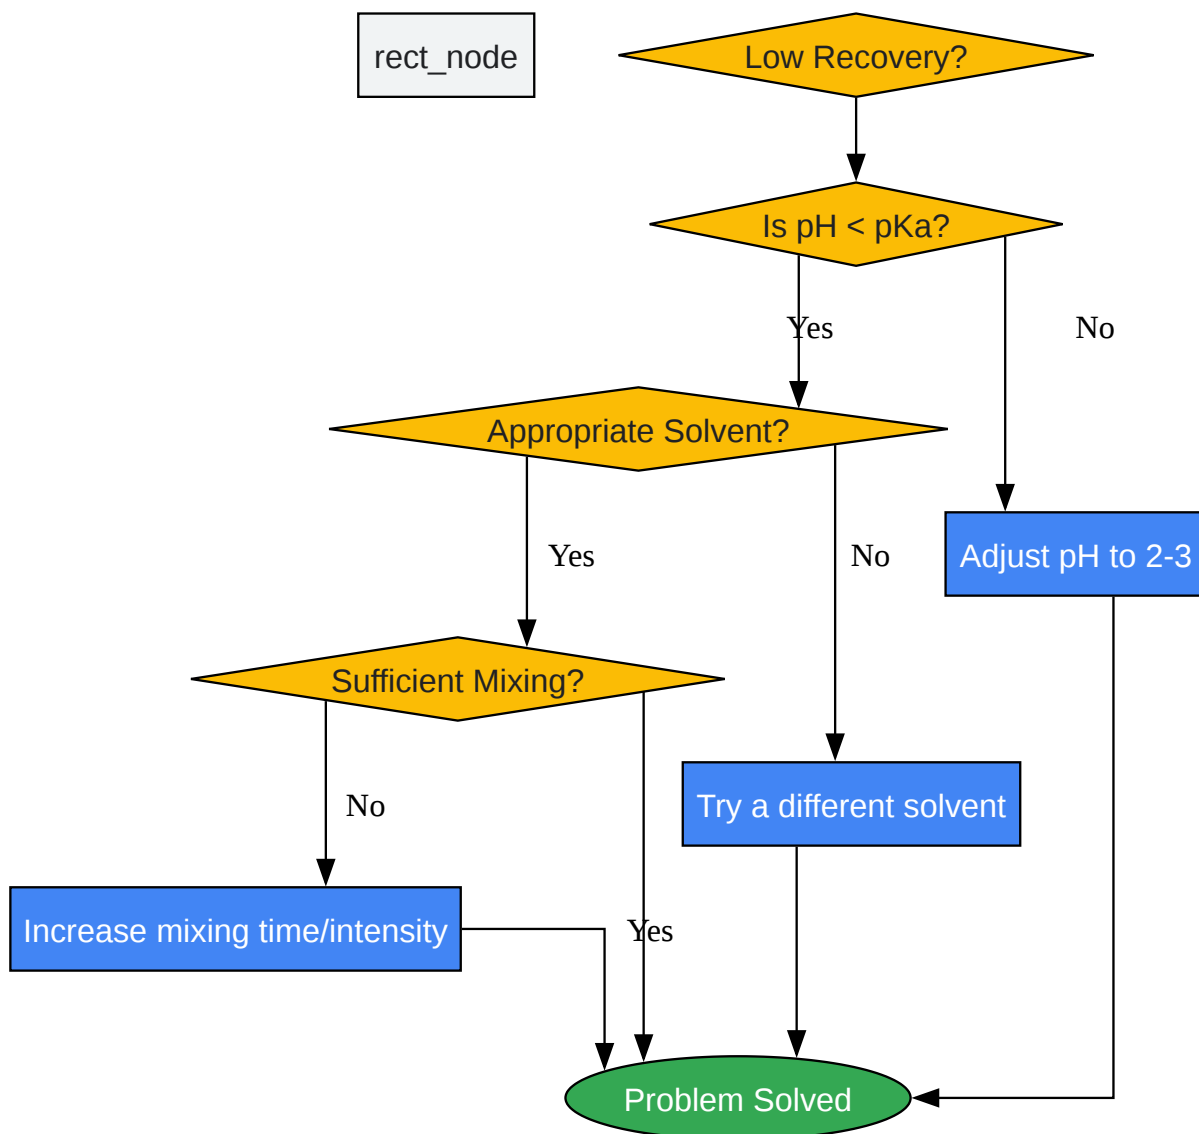 rect_node
Low Recovery?
Is pH < pKa?
Yes
No
Appropriate Solvent?
Yes
No
Adjust pH to 2-3
Sufficient Mixing?
No
Try a different solvent
Increase mixing time/intensity
Yes
Problem Solved